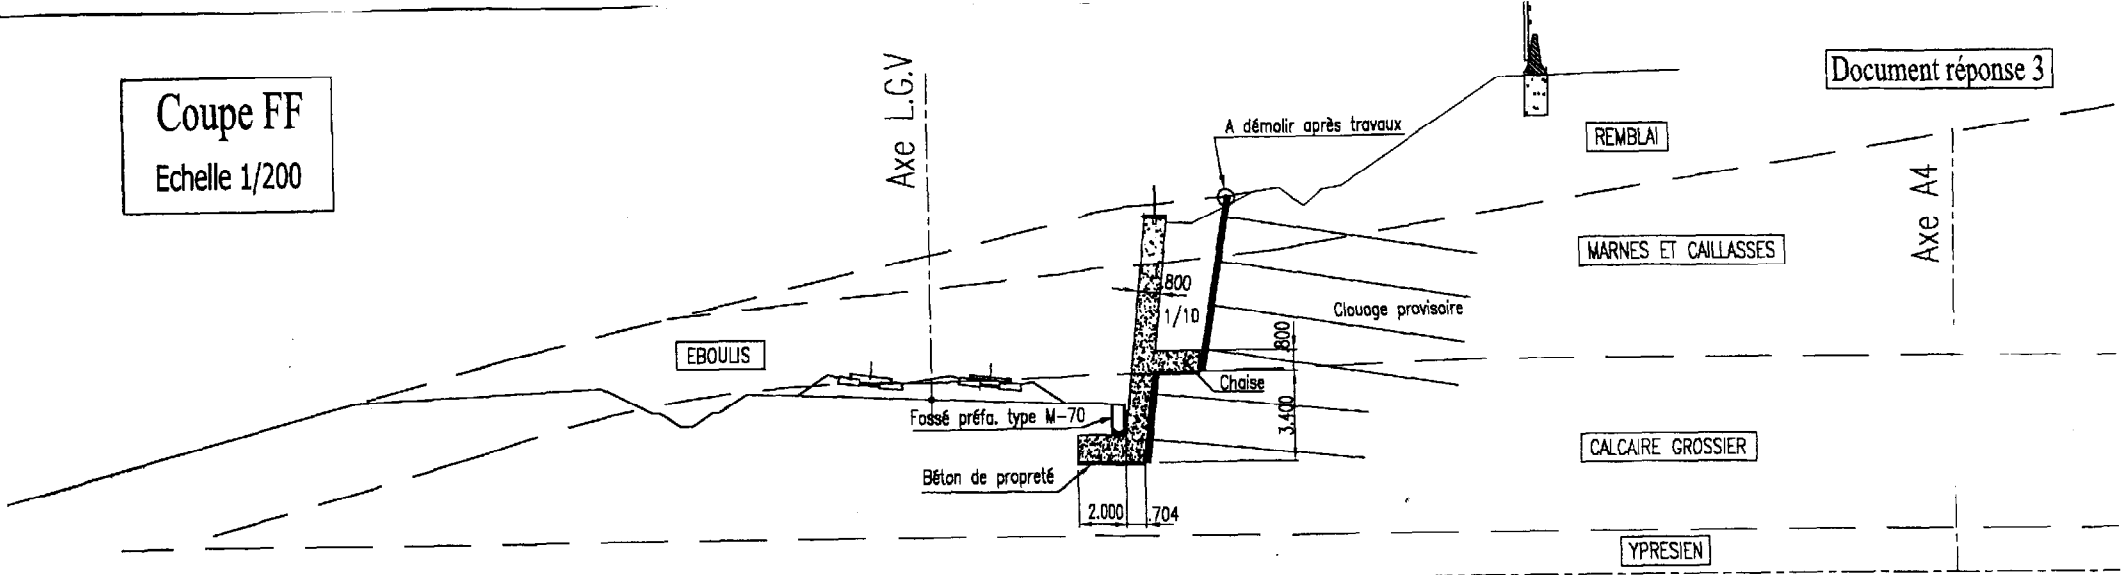 Coupe FF
Echelle 1/200
Axe L.G.V
Document réponse 3
A démolir après travaux
REMBLAI
Axe A4
MARNES ET CAILLASSES
.800
1/10
Clouage provisoire
.800
EBOULIS
Chaise
3.400
Fossé préfa. type M-70
CALCAIRE GROSSIER
Béton de propreté
2.000
.704
YPRESIEN